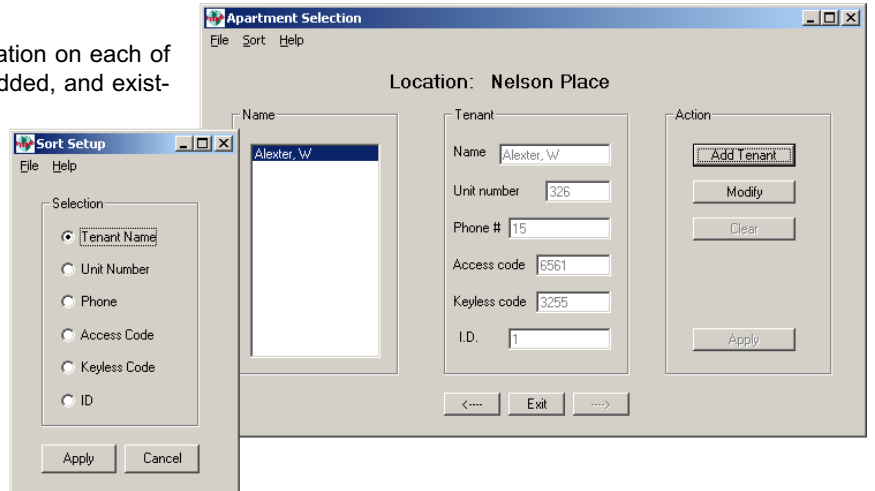 ation on each of
dded, and exist-
Apartment Selection
File Sort Help
Location: Nelson Place
Name
Alexter, W
Tenant
Name Alexter, W
Unit number 326
Phone # 15
Access code 6561
Keyless code 3255
I.D. 1
Action
Add Tenant
Modify
Clear
Apply
<---- Exit ---->
Sort Setup
File Help
Selection
Tenant Name
Unit Number
Phone
Access Code
Keyless Code
ID
Apply Cancel